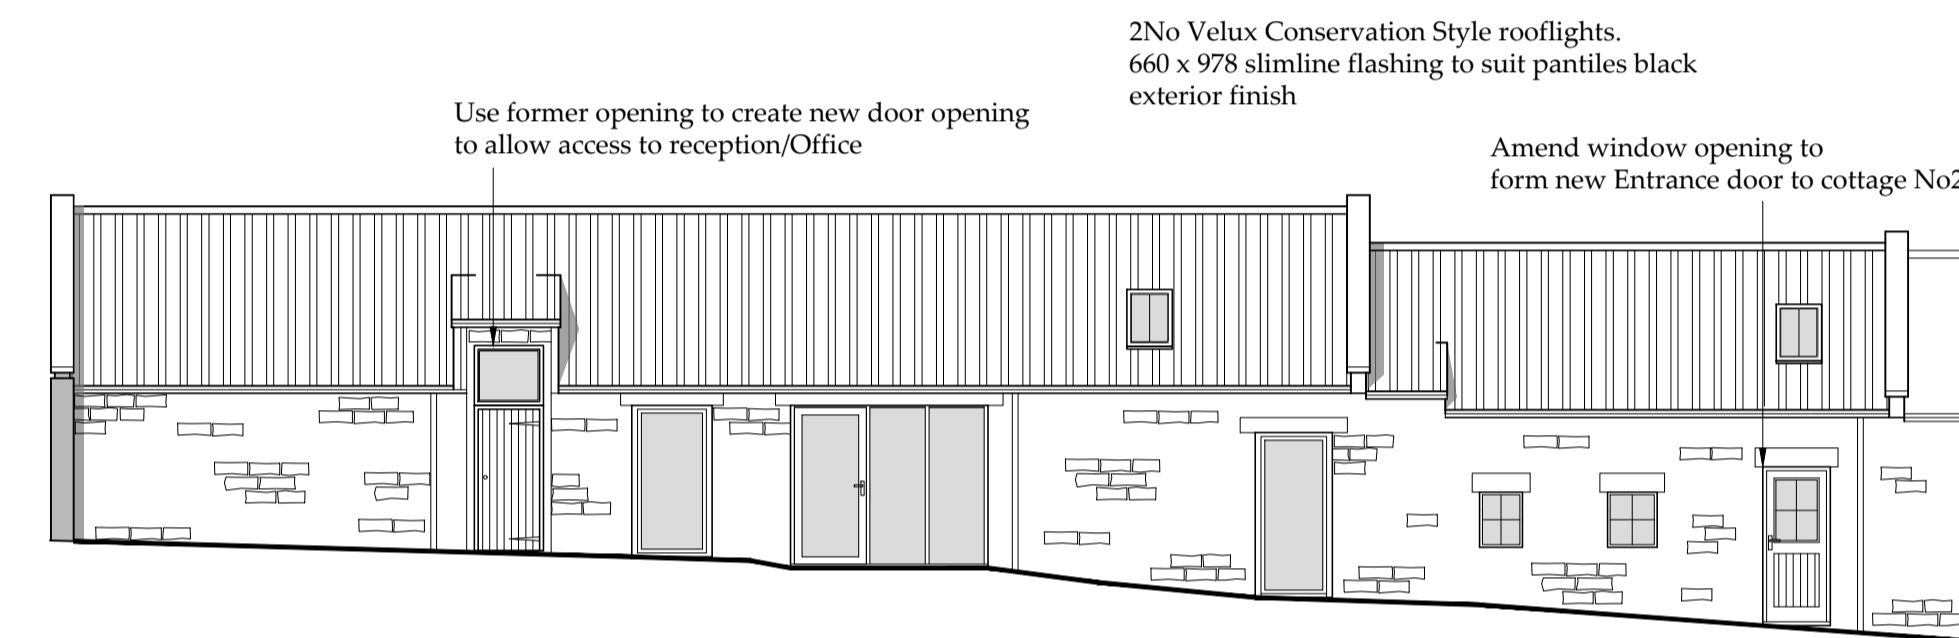 2No Velux Conservation Style rooflights.
660 x 978 slimline flashing to suit pantiles black
exterior finish
Use former opening to create new door opening
to allow access to reception/Office
Amend window opening to
form new Entrance door to cottage No2